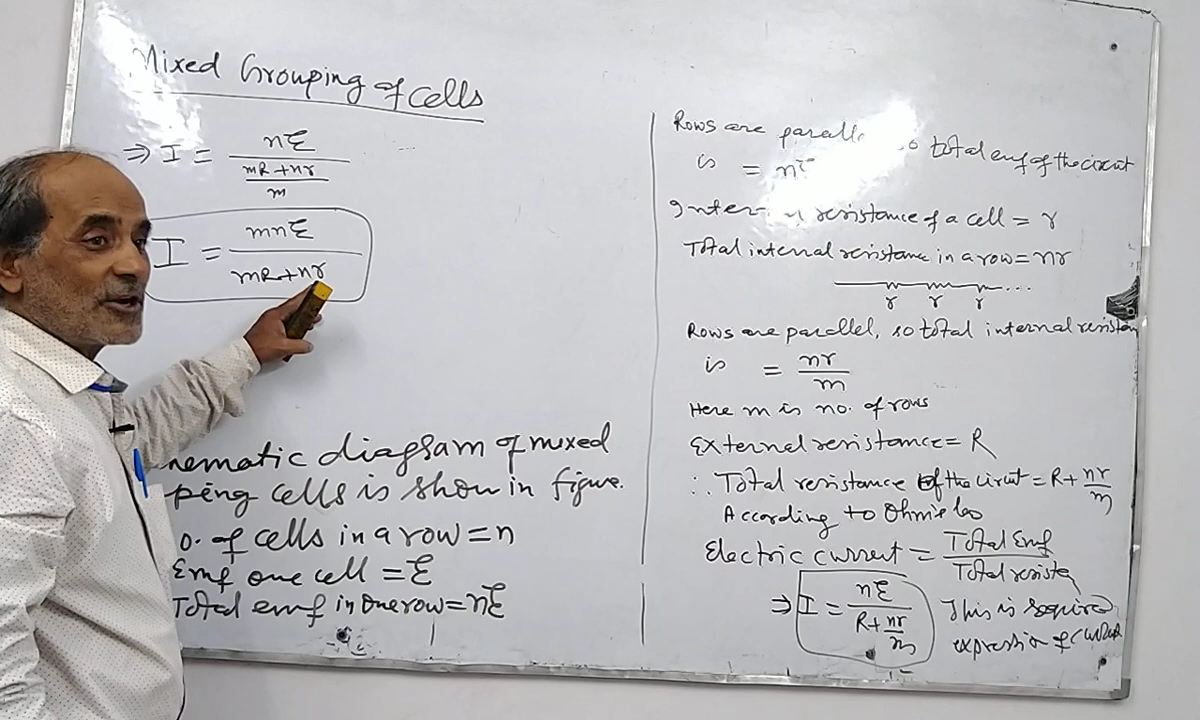 Mixed Grouping of cells
⇒ I = nE / ((mR + nr) / m)
I = mnE / (mR + nr)
nematic diagram of mixed
ping cells is shown in figure.
o. of cells in a row = n
Emf one cell = E
Total emf in one row = nE
Rows are paralle o total emf of the circuit
is = nE
Inter l resistance of a cell = r
Total internal resistance in a row = nr
r r r ...
Rows are parallel, so total internal resistan
is = nr / m
Here m is no. of rows
External resistance = R
∴ Total resistance of the circuit = R + nr / m
According to Ohm's law
Electric current = Total Emf / Total resista
⇒ I = nE / (R + nr / m)
This is required
expression of current